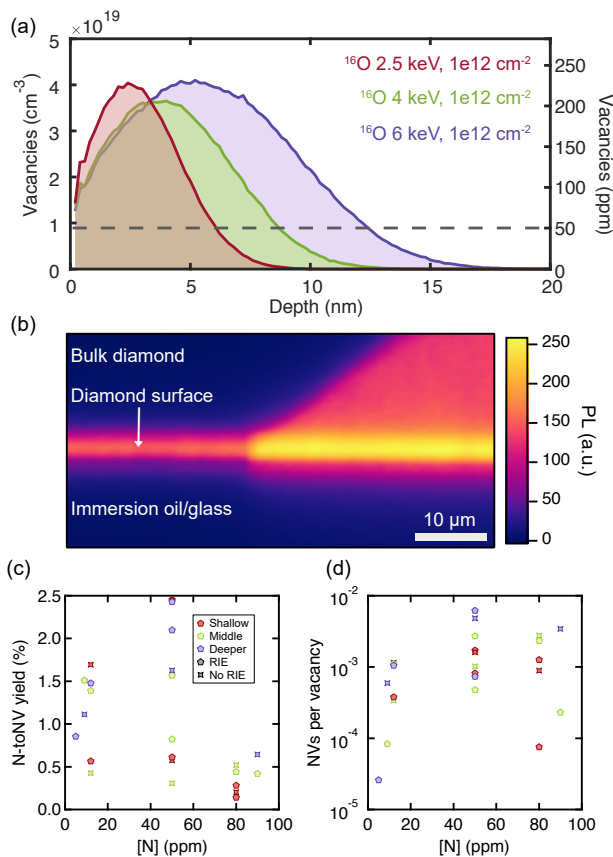 (a)
×10¹⁹
5
4
3
2
1
0
Vacancies (cm⁻³)
¹⁶O 2.5 keV, 1e12 cm⁻²
¹⁶O 4 keV, 1e12 cm⁻²
¹⁶O 6 keV, 1e12 cm⁻²
250
200
150
100
50
0
Vacancies (ppm)
0 5 10 15 20
Depth (nm)
(b)
Bulk diamond
Diamond surface
Immersion oil/glass
10 µm
250
200
150
100
50
0
PL (a.u.)
(c)
2.5
2.0
1.5
1.0
0.5
0.0
N-toNV yield (%)
Shallow
Middle
Deeper
RIE
No RIE
0 20 40 60 80 100
[N] (ppm)
(d)
10⁻²
10⁻³
10⁻⁴
10⁻⁵
NVs per vacancy
0 20 40 60 80 100
[N] (ppm)